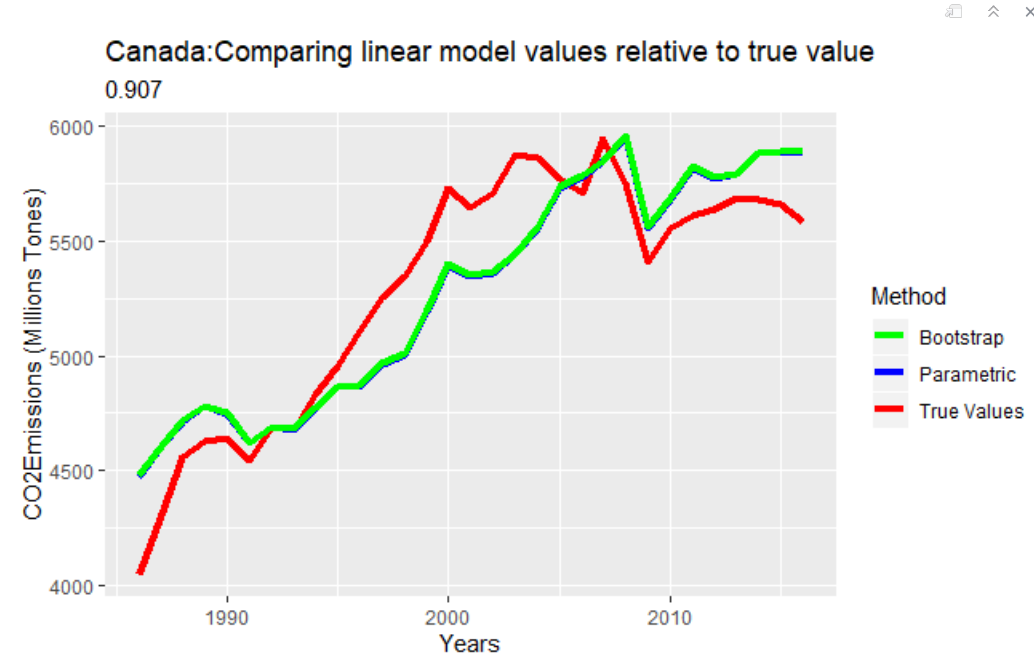 Canada:Comparing linear model values relative to true value
0.907
6000
5500
5000
4500
4000
CO2Emissions (Millions Tones)
1990 2000 2010
Years
Method
Bootstrap
Parametric
True Values